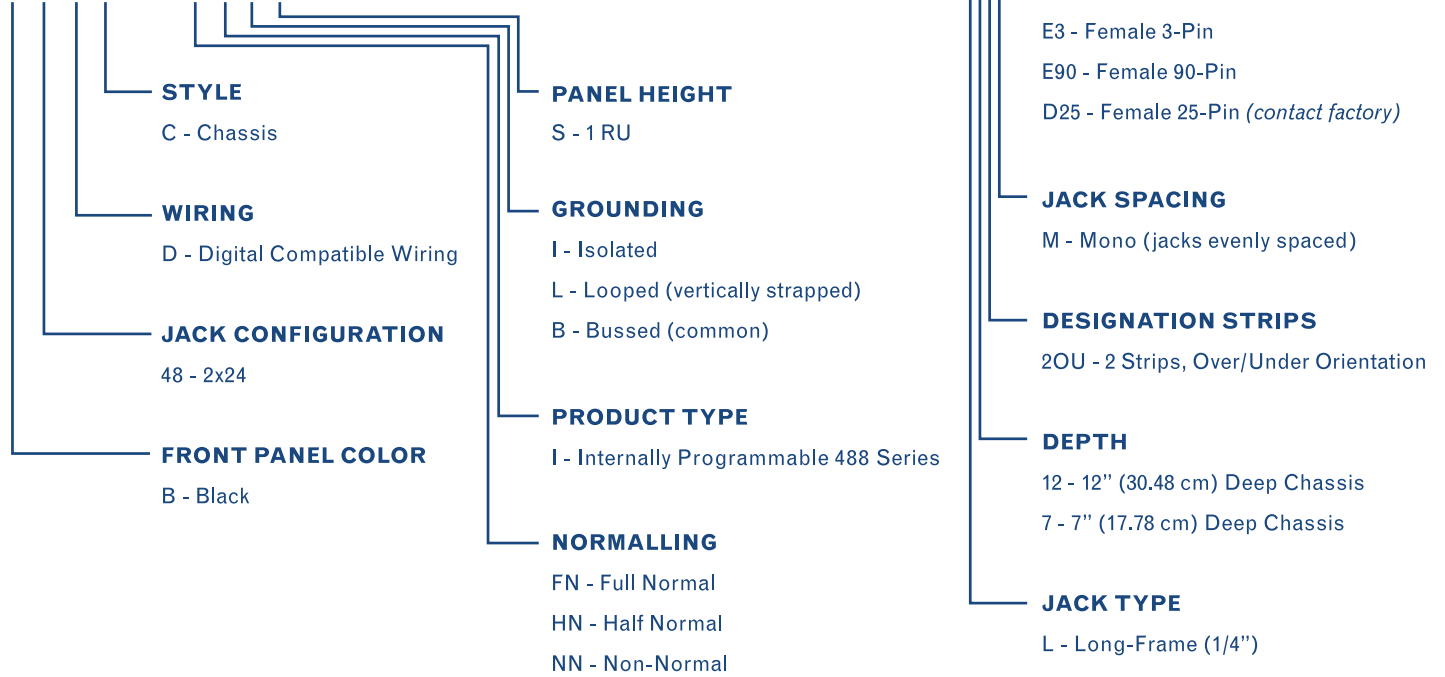 STYLE
C - Chassis
WIRING
D - Digital Compatible Wiring
JACK CONFIGURATION
48 - 2x24
FRONT PANEL COLOR
B - Black
PANEL HEIGHT
S - 1 RU
GROUNDING
I - Isolated
L - Looped (vertically strapped)
B - Bussed (common)
PRODUCT TYPE
I - Internally Programmable 488 Series
NORMALLING
FN - Full Normal
HN - Half Normal
NN - Non-Normal
E3 - Female 3-Pin
E90 - Female 90-Pin
D25 - Female 25-Pin (contact factory)
JACK SPACING
M - Mono (jacks evenly spaced)
DESIGNATION STRIPS
2OU - 2 Strips, Over/Under Orientation
DEPTH
12 - 12” (30.48 cm) Deep Chassis
7 - 7” (17.78 cm) Deep Chassis
JACK TYPE
L - Long-Frame (1/4”)